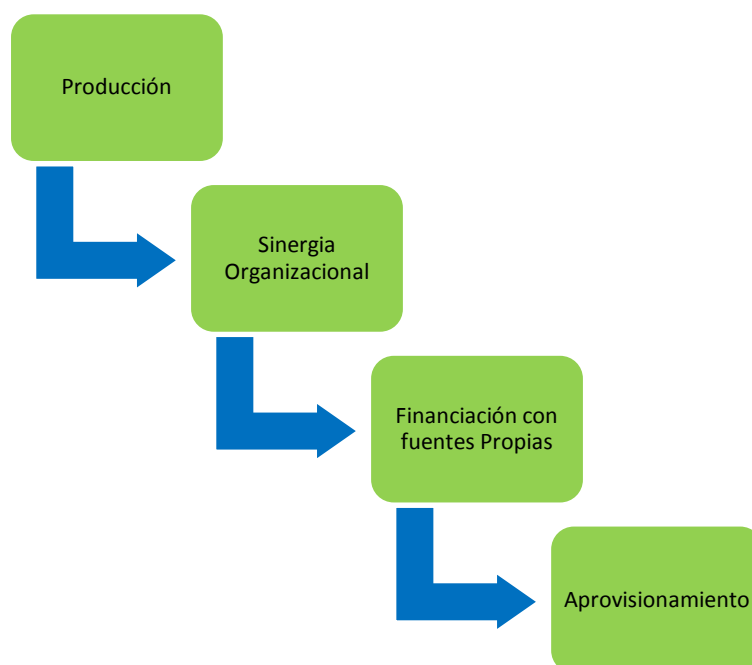 Producción
Sinergia
Organizacional
Financiación con
fuentes Propias
Aprovisionamiento